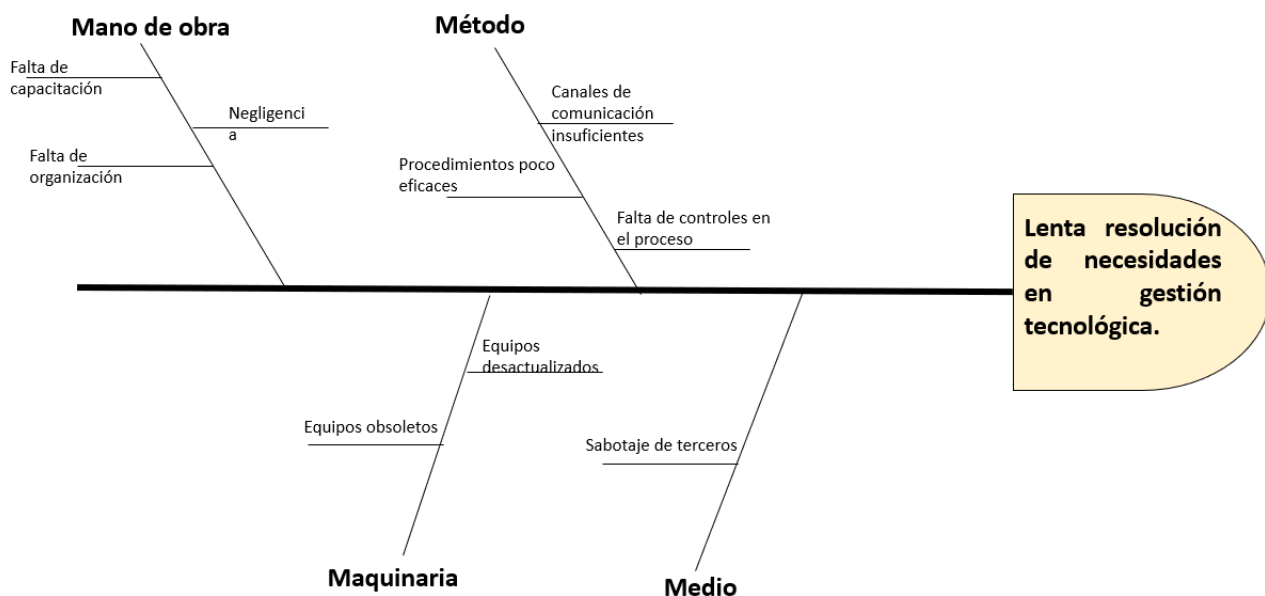 Mano de obra
Método
Falta de
capacitación
Negligenci
a
Falta de
organización
Canales de
comunicación
insuficientes
Procedimientos poco
eficaces
Falta de controles en
el proceso
Lenta resolución
de necesidades
en gestión
tecnológica.
Equipos
desactualizados
Equipos obsoletos
Sabotaje de terceros
Maquinaria
Medio